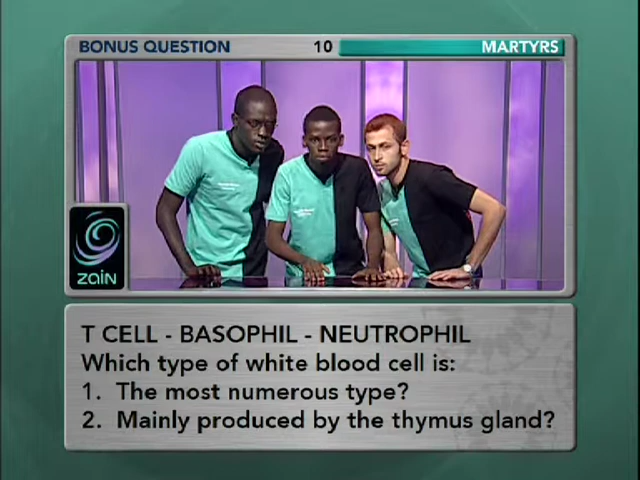 BONUS QUESTION 10 MARTYRS
zain
T CELL - BASOPHIL - NEUTROPHIL
Which type of white blood cell is:
1. The most numerous type?
2. Mainly produced by the thymus gland?